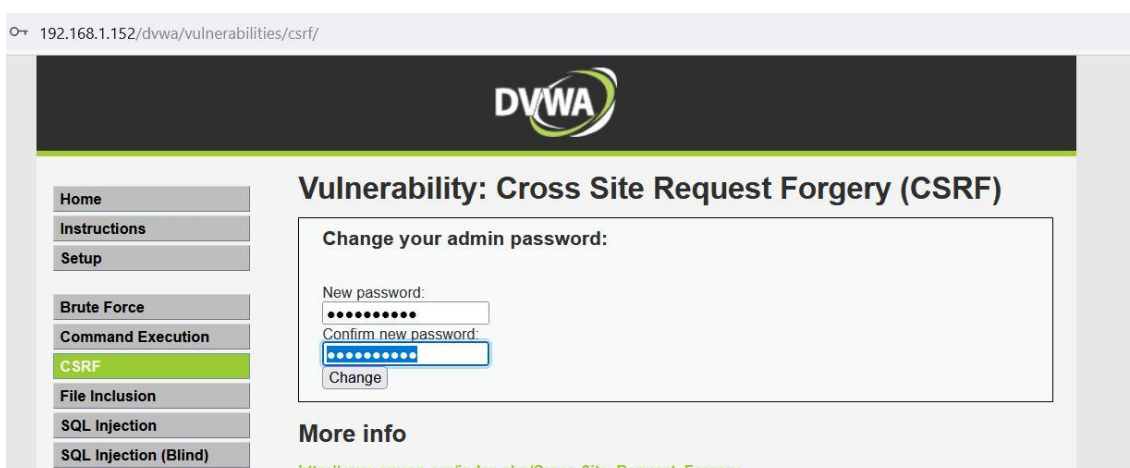 192.168.1.152/dvwa/vulnerabilities/csrf/
DVWA
Home
Instructions
Setup
Brute Force
Command Execution
CSRF
File Inclusion
SQL Injection
SQL Injection (Blind)
Vulnerability: Cross Site Request Forgery (CSRF)
Change your admin password:
New password:
●●●●●●●●●●
Confirm new password:
●●●●●●●●●●
Change
More info